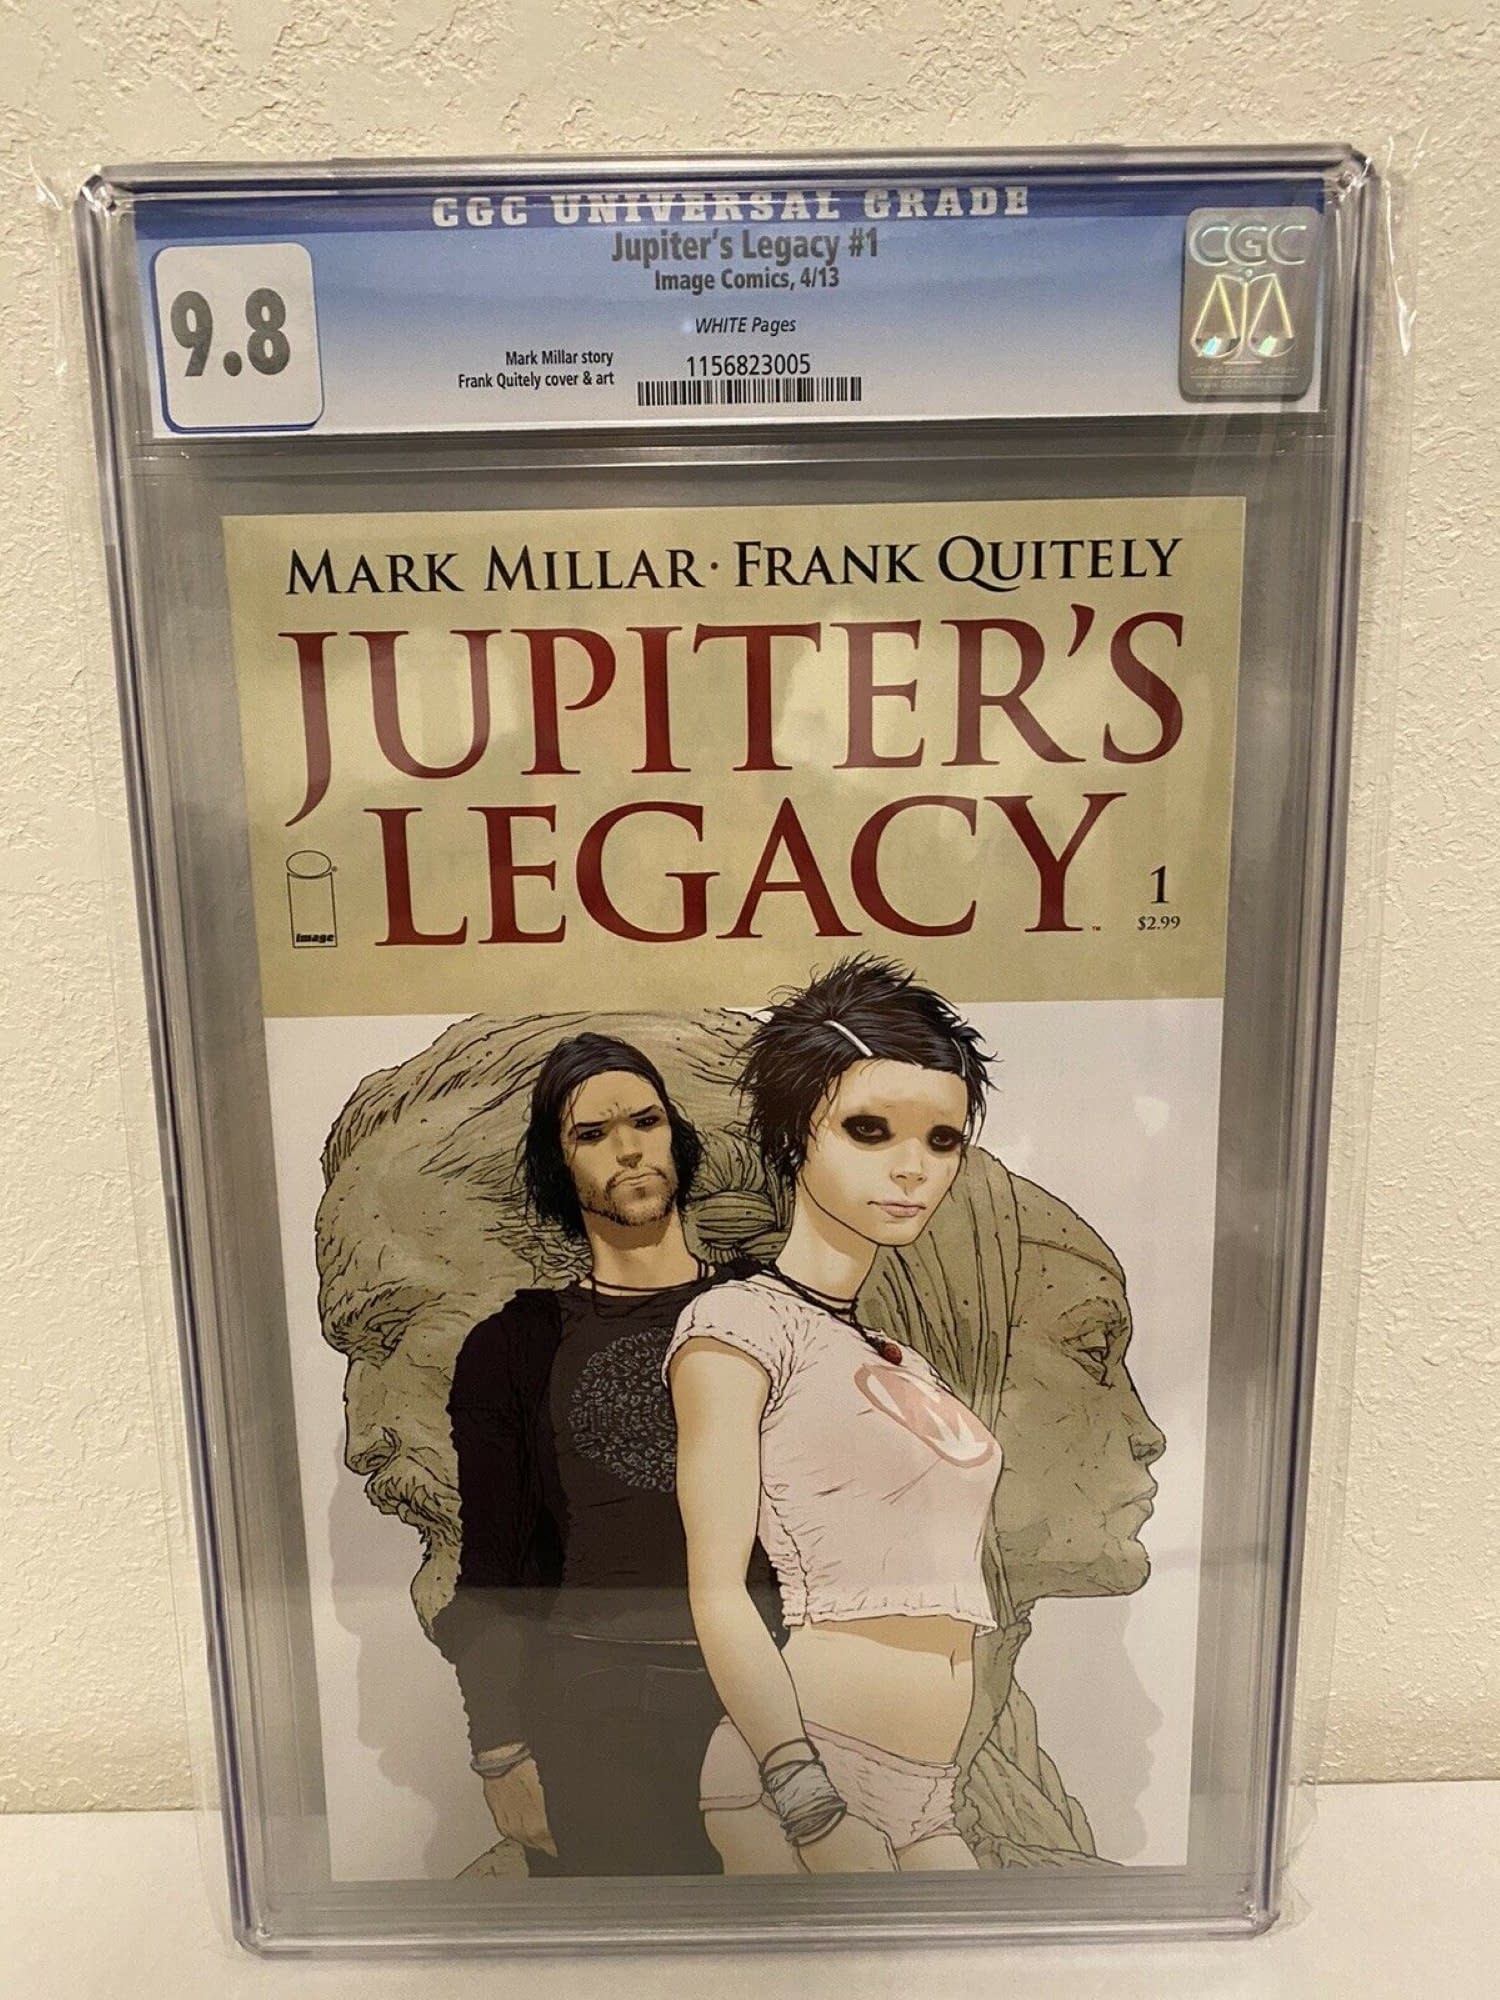 CGC UNIVERSAL GRADE
Jupiter's Legacy #1
Image Comics, 4/13
9.8
WHITE Pages
Mark Millar story
Frank Quitely cover & art
1156823005
CGC
MARK MILLAR · FRANK QUITELY
JUPITER'S
LEGACY™
image
1
$2.99